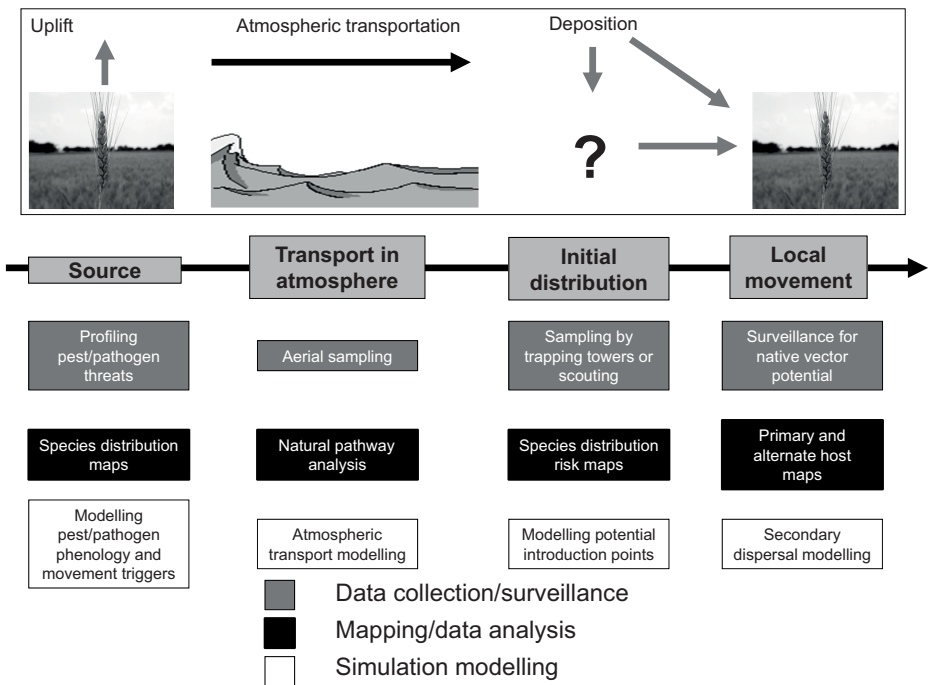 Uplift
Atmospheric transportation
Deposition
?
Source
Transport in
atmosphere
Initial
distribution
Local
movement
Profiling
pest/pathogen
threats
Aerial sampling
Sampling by
trapping towers or
scouting
Surveillance for
native vector
potential
Species distribution
maps
Natural pathway
analysis
Species distribution
risk maps
Primary and
alternate host
maps
Modelling
pest/pathogen
phenology and
movement triggers
Atmospheric
transport modelling
Modelling potential
introduction points
Secondary
dispersal modelling
Data collection/surveillance
Mapping/data analysis
Simulation modelling